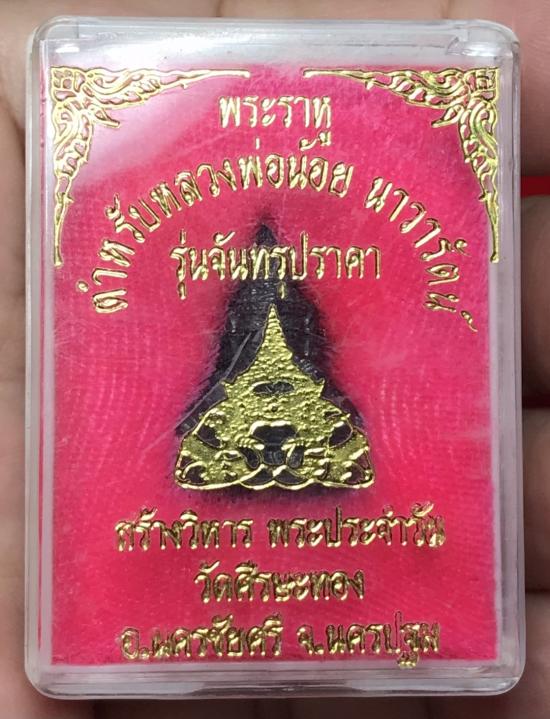 พระราหู
ตำหรับหลวงพ่อน้อย นาวารัตน์
รุ่นจันทรุปราคา
สร้างวิหาร พระประจำวัน
วัดศีรษะทอง
อ.นครชัยศรี จ.นครปฐม